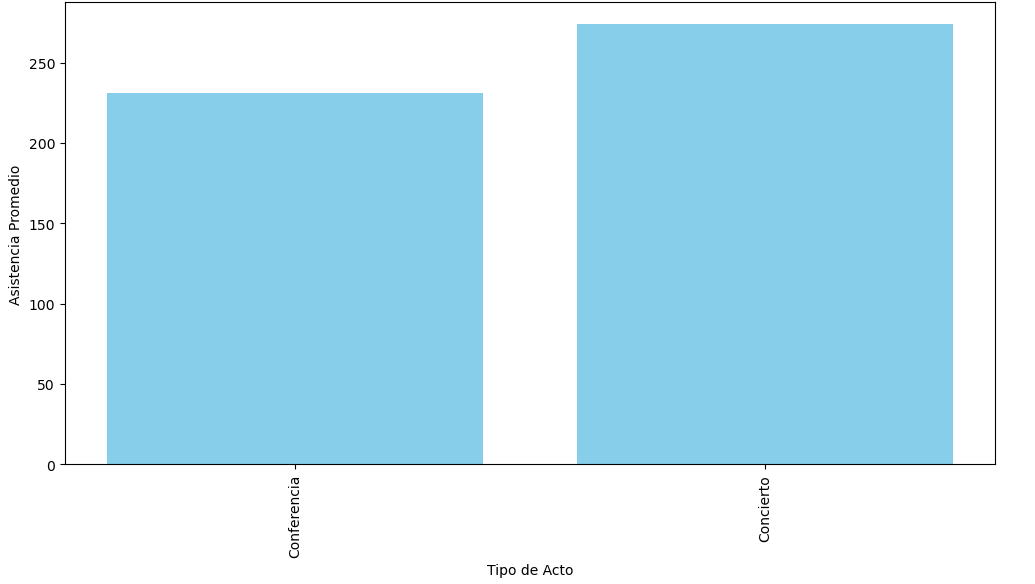 Asistencia Promedio
250
200
150
100
50
0
Conferencia
Concierto
Tipo de Acto